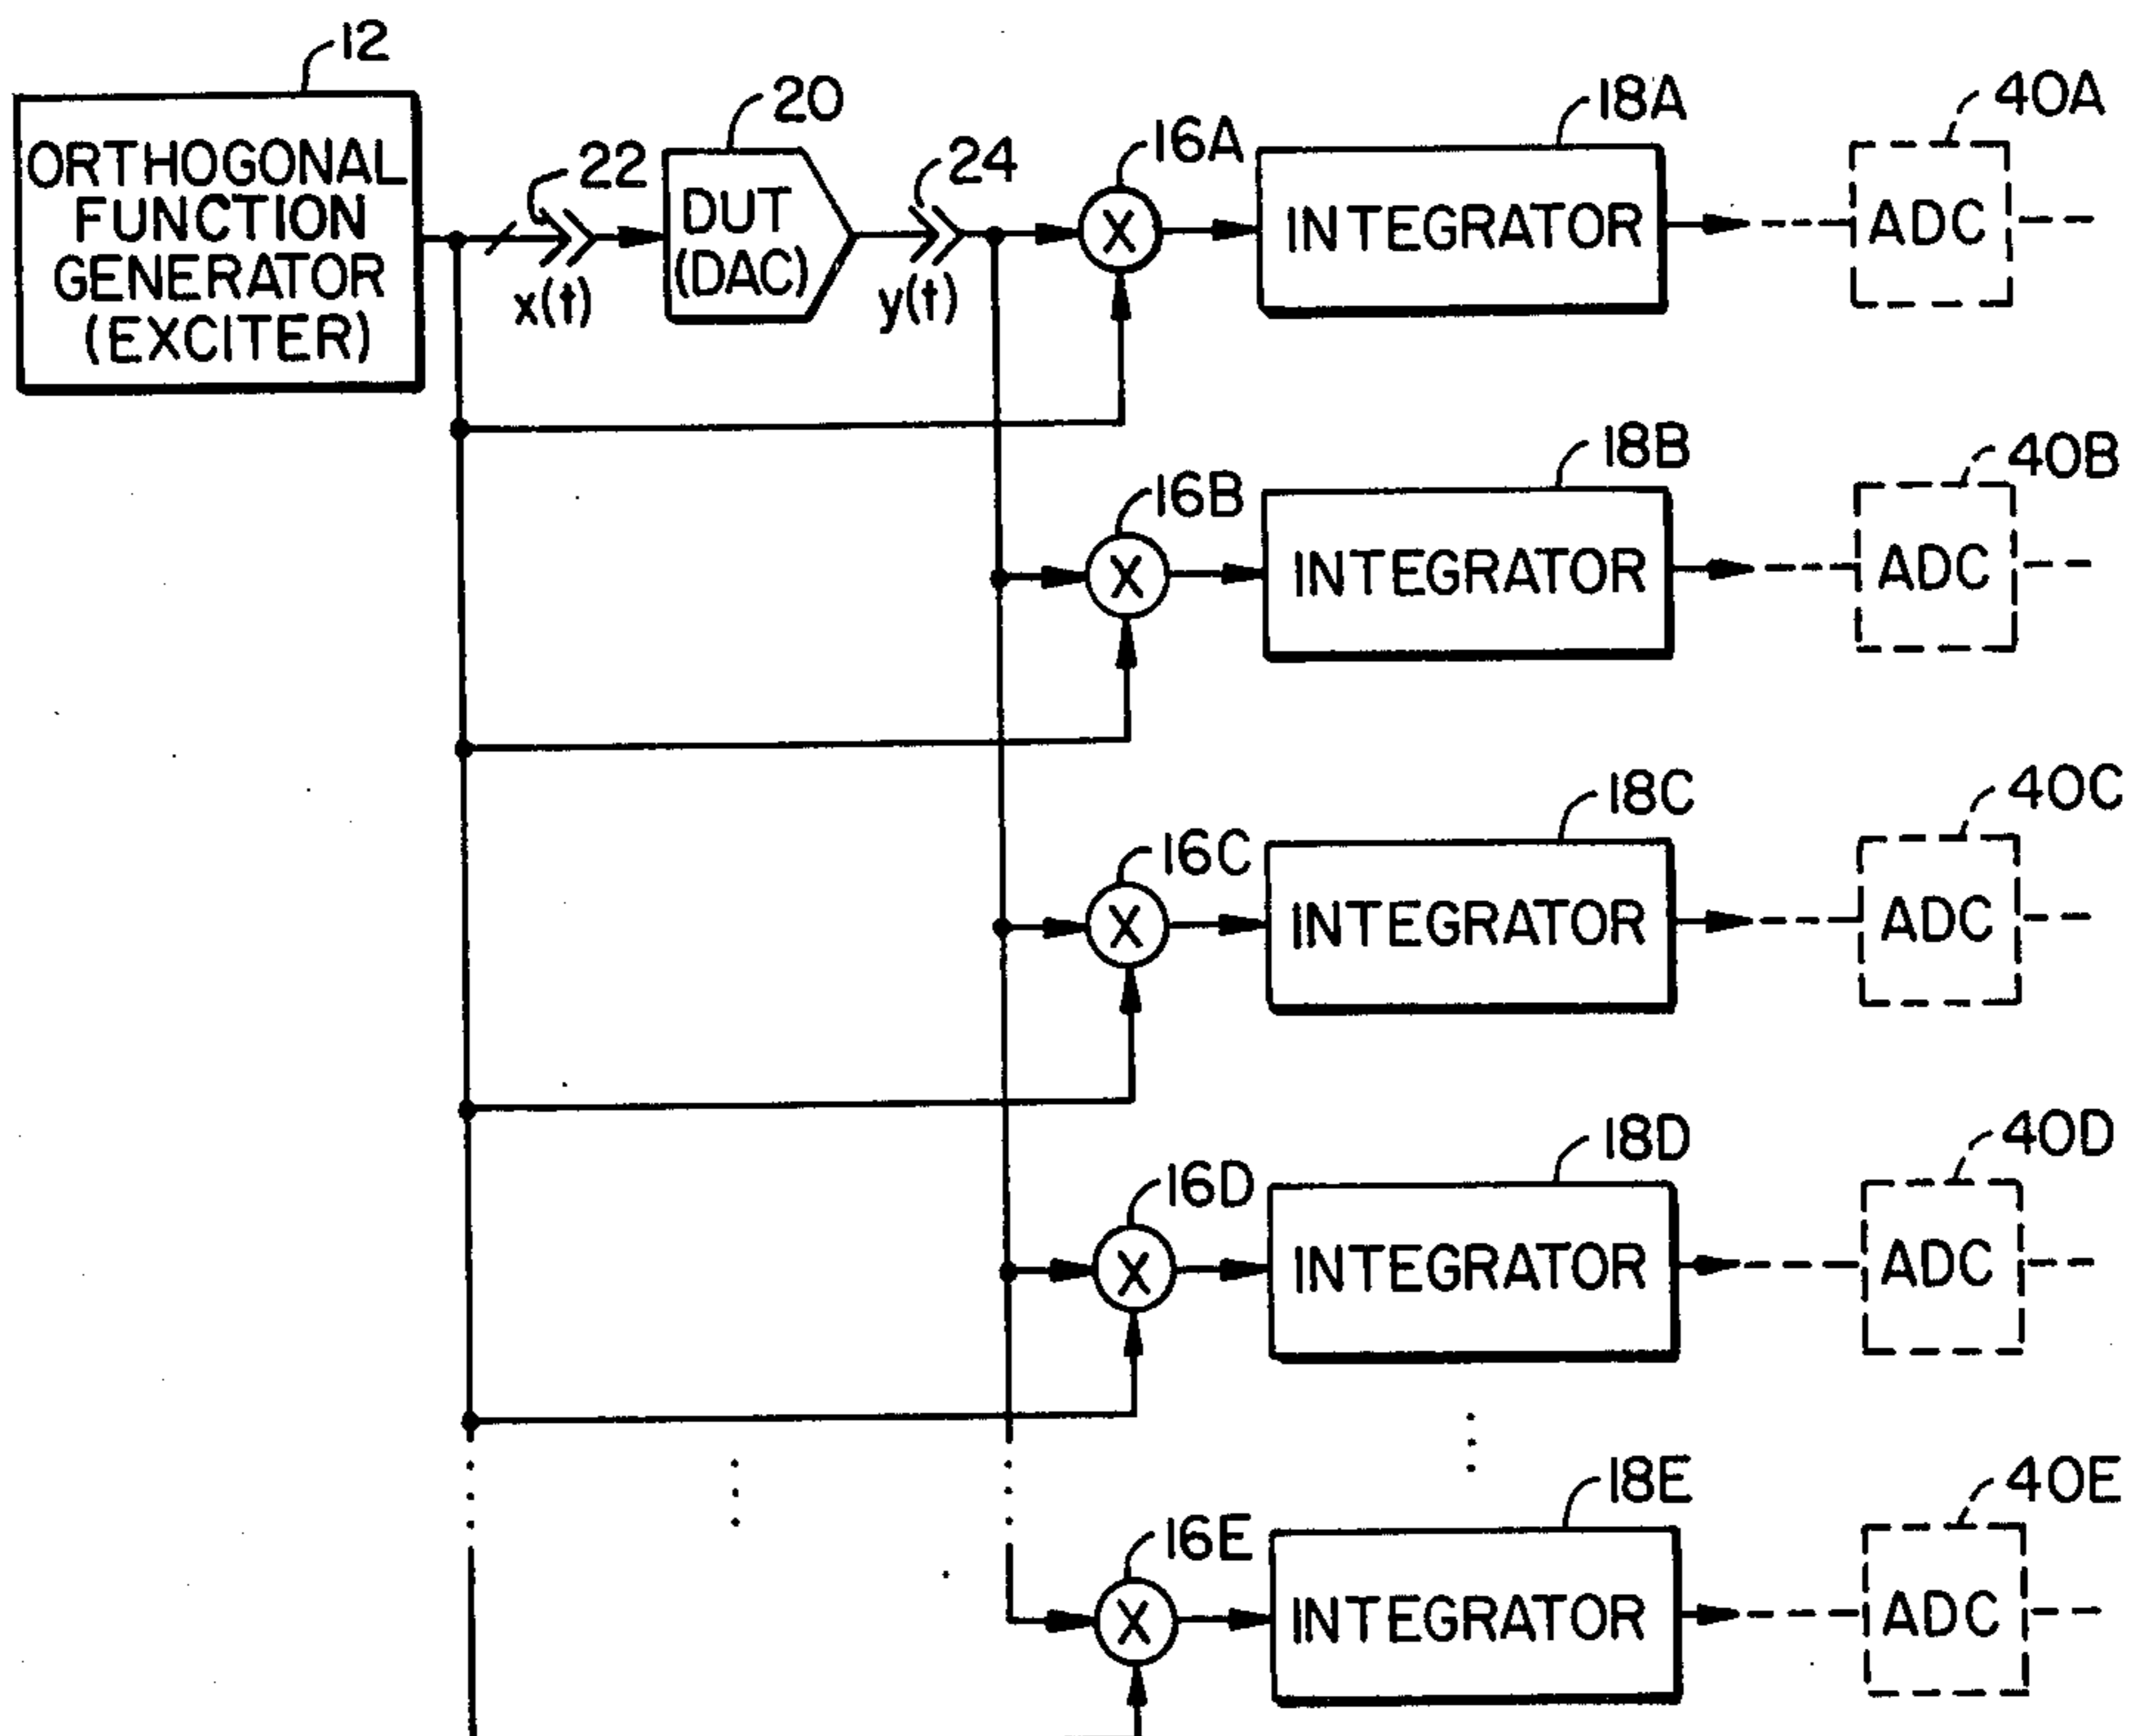 12
ORTHOGONAL
FUNCTION
GENERATOR
(EXCITER)
22
x(t)
20
DUT
(DAC)
24
y(t)
16A
X
18A
INTEGRATOR
40A
ADC
16B
X
18B
INTEGRATOR
40B
ADC
16C
X
18C
INTEGRATOR
40C
ADC
16D
X
18D
INTEGRATOR
40D
ADC
16E
X
18E
INTEGRATOR
40E
ADC